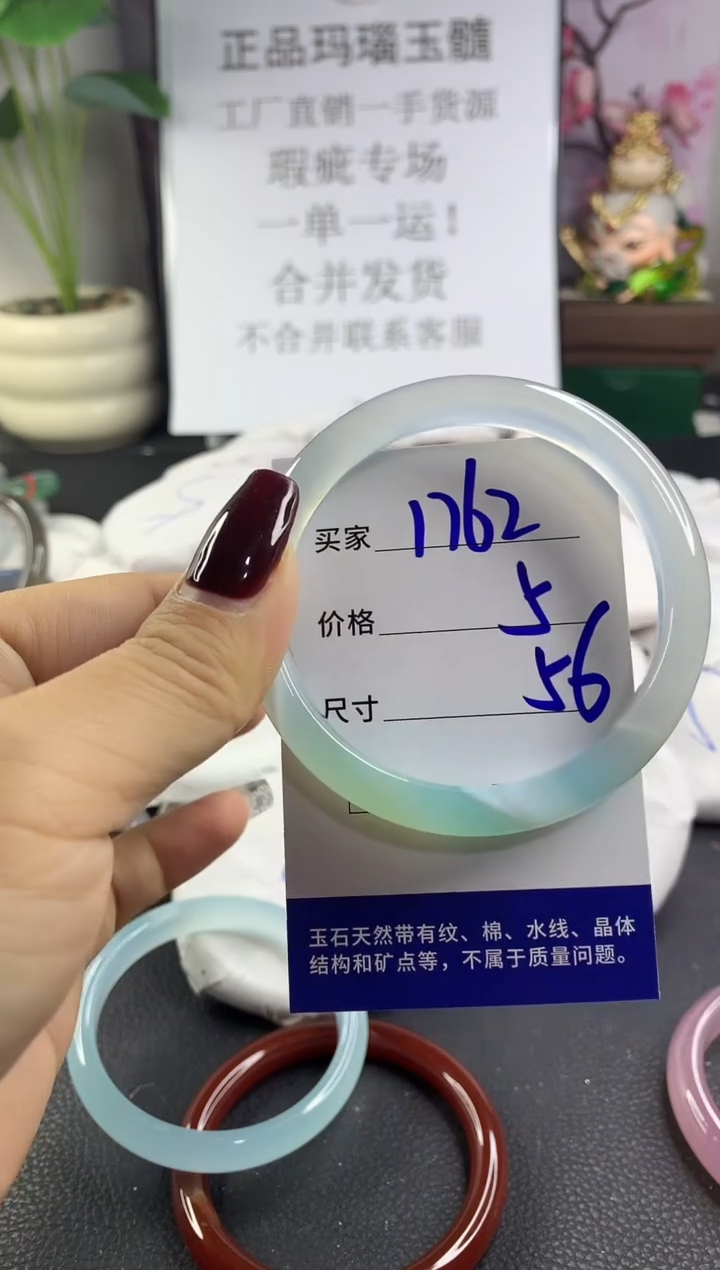 正品玛瑙玉髓
工厂直销一手货源
瑕疵专场
一单一运！
合并发货
不合并联系客服
买家 1762
价格 5
尺寸 56
玉石天然带有纹、棉、水线、晶体
结构和矿点等，不属于质量问题。